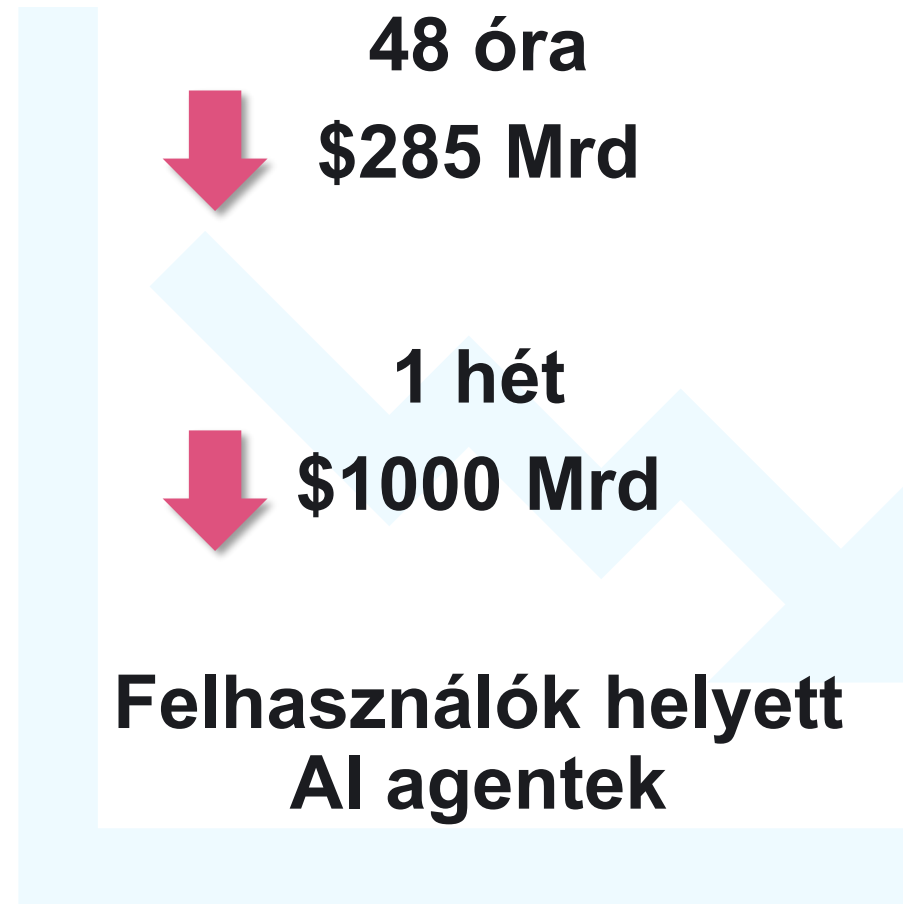 48 óra
$285 Mrd
1 hét
$1000 Mrd
Felhasználók helyett
AI agentek